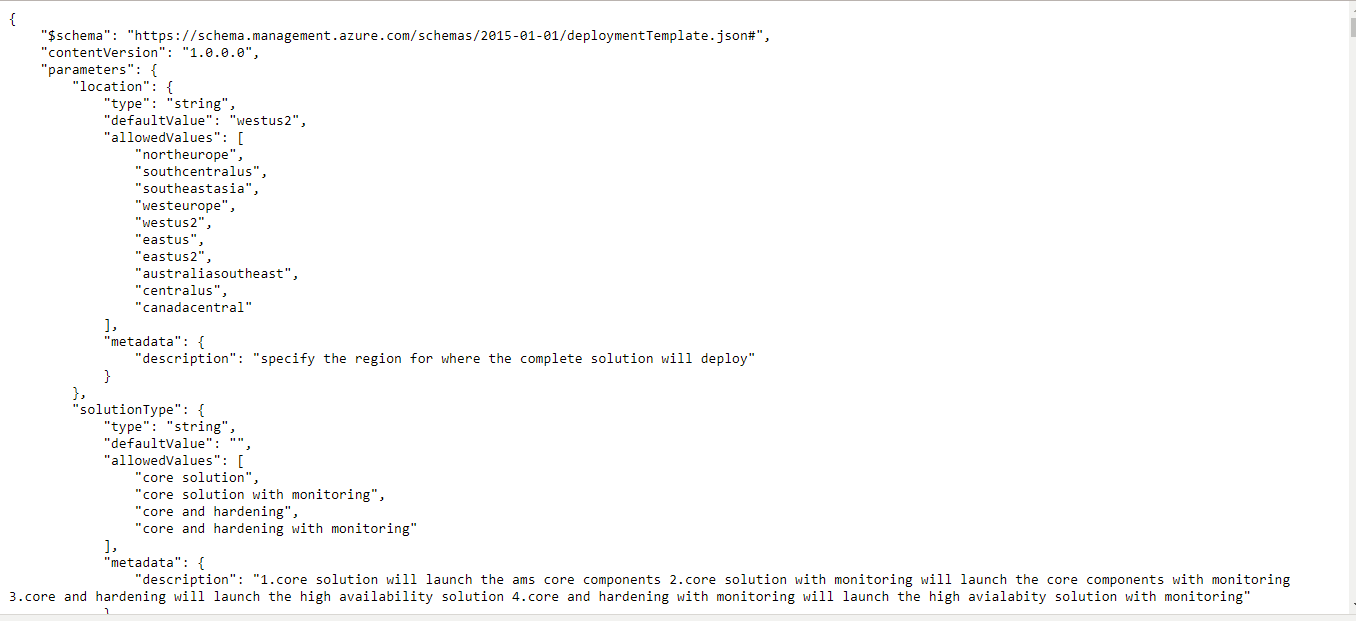 {
    "$schema": "https://schema.management.azure.com/schemas/2015-01-01/deploymentTemplate.json#",
    "contentVersion": "1.0.0.0",
    "parameters": {
        "location": {
            "type": "string",
            "defaultValue": "westus2",
            "allowedValues": [
                "northeurope",
                "southcentralus",
                "southeastasia",
                "westeurope",
                "westus2",
                "eastus",
                "eastus2",
                "australiasoutheast",
                "centralus",
                "canadacentral"
            ],
            "metadata": {
                "description": "specify the region for where the complete solution will deploy"
            }
        },
        "solutionType": {
            "type": "string",
            "defaultValue": "",
            "allowedValues": [
                "core solution",
                "core solution with monitoring",
                "core and hardening",
                "core and hardening with monitoring"
            ],
            "metadata": {
                "description": "1.core solution will launch the ams core components 2.core solution with monitoring will launch the core components with monitoring
3.core and hardening will launch the high availability solution 4.core and hardening with monitoring will launch the high avialabity solution with monitoring"
            }